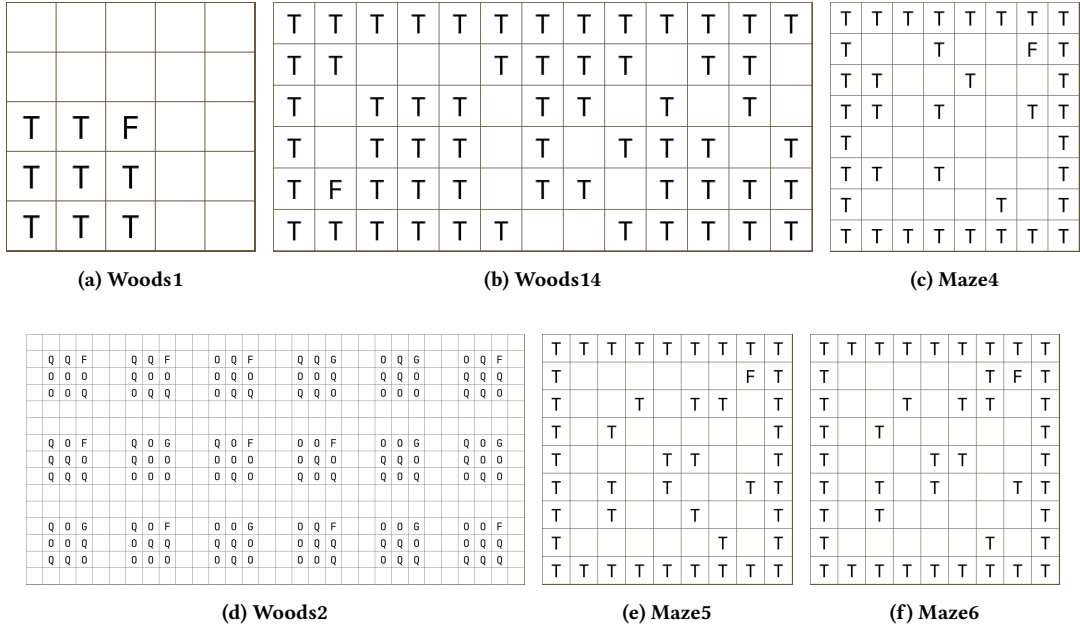 T T F
T T T
T T T
(a) Woods1
T T T T T T T T T T T T T
T T T T T T T T
T T T T T T T T
T T T T T T T T T
T F T T T T T T T T T
T T T T T T T T T T T
(b) Woods14
T T T T T T T T
T T F T
T T T T
T T T T T
T T
T T T T
T T T
T T T T T T T T
(c) Maze4
Q Q F Q Q F O Q F Q Q G O Q G O Q F
O O O O O O O Q O O O O Q Q O Q Q Q
O O Q O Q Q O Q Q O Q Q O O O Q Q O
Q O F Q O G Q O F O O F O Q G Q O G
Q Q O Q O O Q Q O Q Q O Q O O Q O O
O O Q Q O O Q Q Q O Q Q Q O Q Q Q O
Q O G Q O F O O G O Q F O O G O O F
O O Q O Q Q Q Q O Q Q Q O O Q O Q O
Q Q O O O O O Q O Q Q O Q Q Q Q Q Q
(d) Woods2
T T T T T T T T T
T F T
T T T T T
T T T
T T T T
T T T T T
T T T T
T T T
T T T T T T T T T
(e) Maze5
T T T T T T T T T
T T F T
T T T T T
T T T
T T T T
T T T T T
T T T
T T T
T T T T T T T T T
(f) Maze6